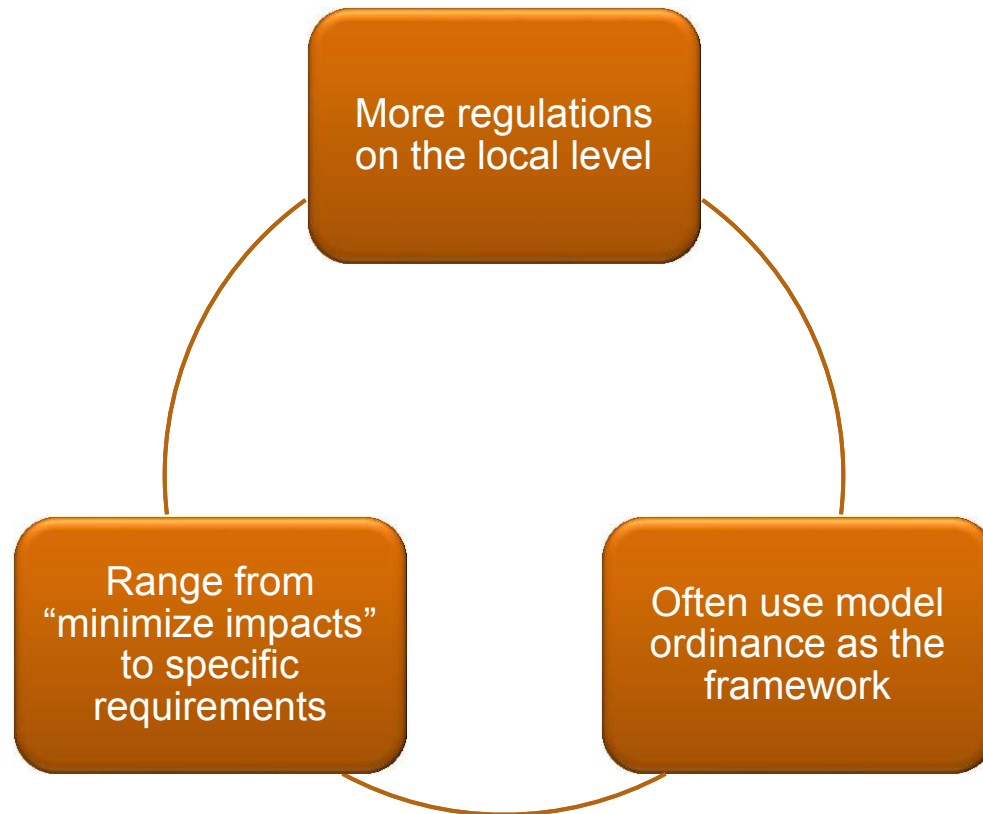 More regulations
on the local level
Range from
“minimize impacts”
to specific
requirements
Often use model
ordinance as the
framework